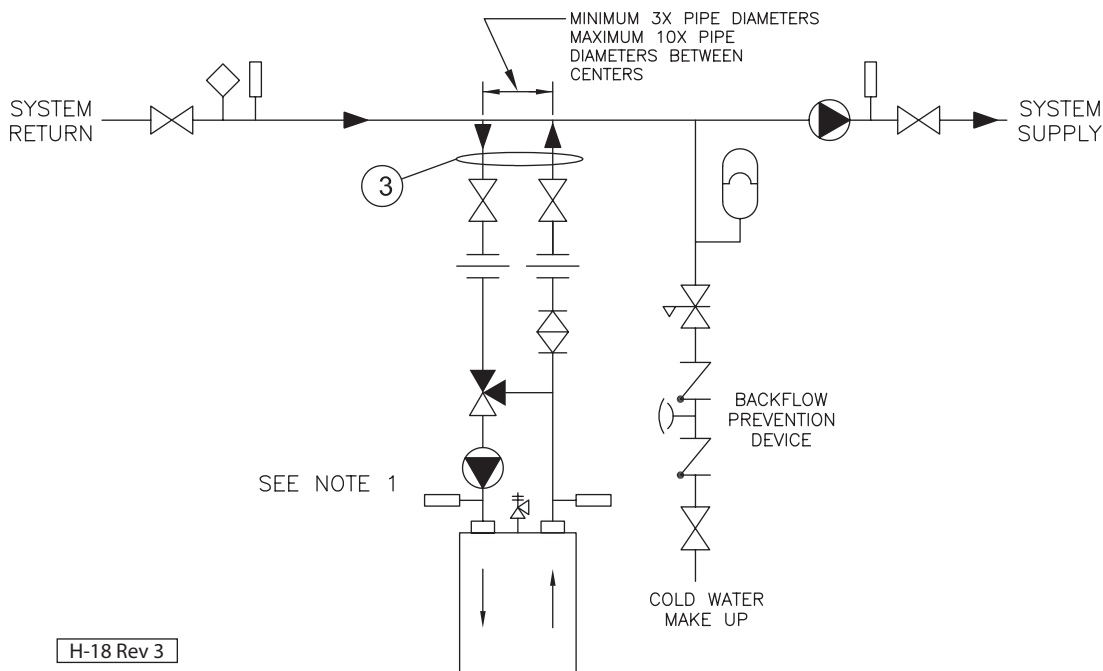 MINIMUM 3X PIPE DIAMETERS
MAXIMUM 10X PIPE
DIAMETERS BETWEEN
CENTERS
SYSTEM
RETURN
SYSTEM
SUPPLY
3
BACKFLOW
PREVENTION
DEVICE
SEE NOTE 1
COLD WATER
MAKE UP
H-18 Rev 3